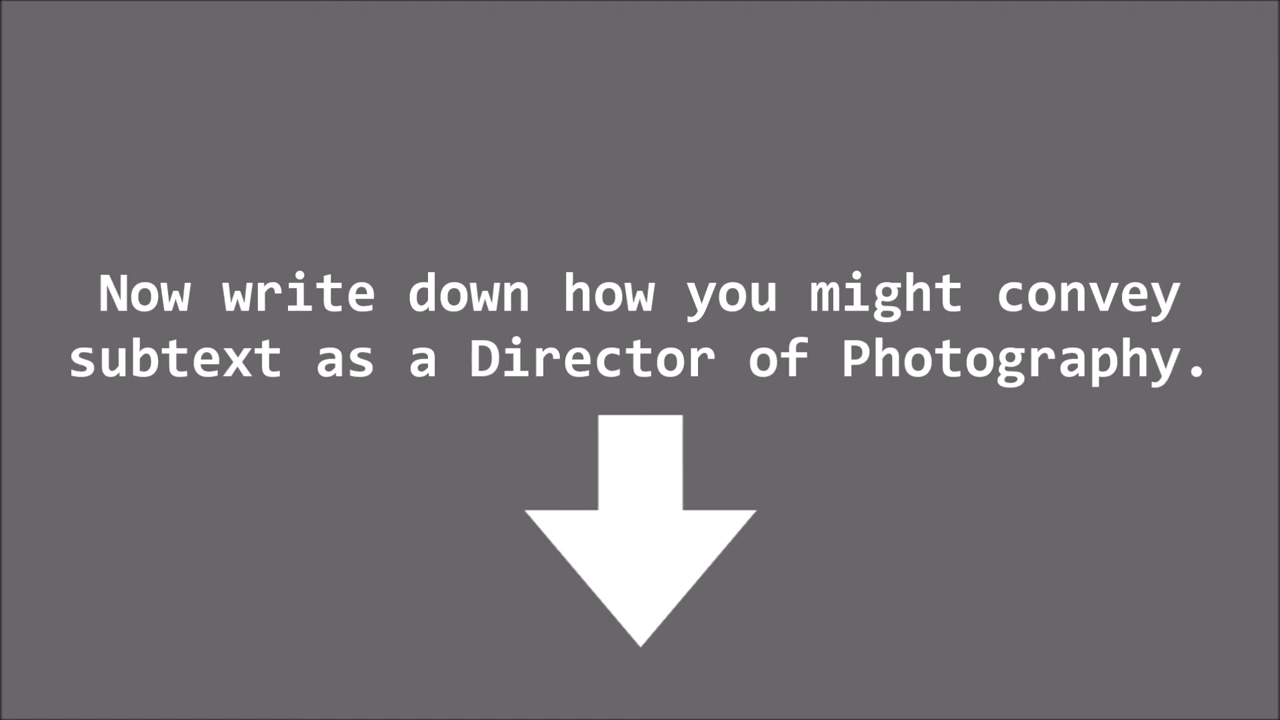 Now write down how you might convey
subtext as a Director of Photography.